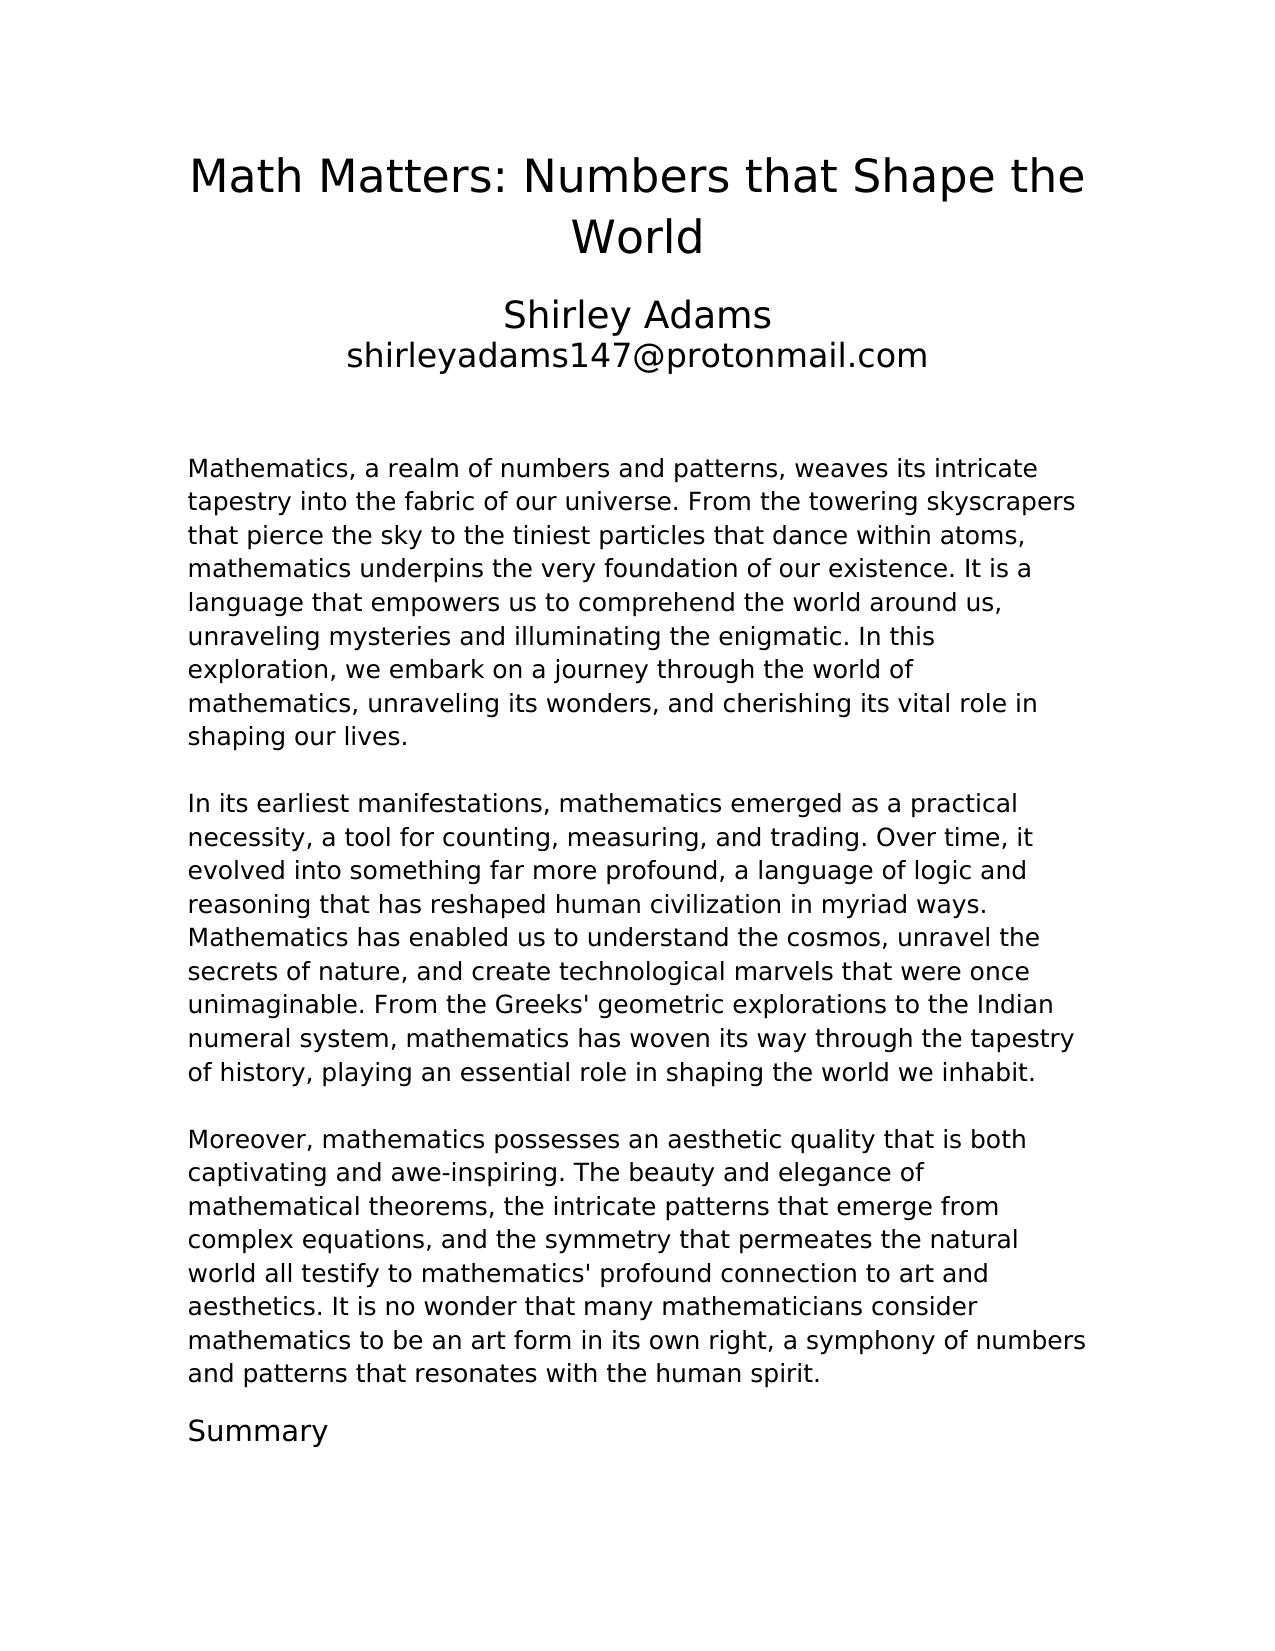 Math Matters: Numbers that Shape the
World
Shirley Adams
shirleyadams147@protonmail.com
Mathematics, a realm of numbers and patterns, weaves its intricate
tapestry into the fabric of our universe. From the towering skyscrapers
that pierce the sky to the tiniest particles that dance within atoms,
mathematics underpins the very foundation of our existence. It is a
language that empowers us to comprehend the world around us,
unraveling mysteries and illuminating the enigmatic. In this
exploration, we embark on a journey through the world of
mathematics, unraveling its wonders, and cherishing its vital role in
shaping our lives.
In its earliest manifestations, mathematics emerged as a practical
necessity, a tool for counting, measuring, and trading. Over time, it
evolved into something far more profound, a language of logic and
reasoning that has reshaped human civilization in myriad ways.
Mathematics has enabled us to understand the cosmos, unravel the
secrets of nature, and create technological marvels that were once
unimaginable. From the Greeks' geometric explorations to the Indian
numeral system, mathematics has woven its way through the tapestry
of history, playing an essential role in shaping the world we inhabit.
Moreover, mathematics possesses an aesthetic quality that is both
captivating and awe-inspiring. The beauty and elegance of
mathematical theorems, the intricate patterns that emerge from
complex equations, and the symmetry that permeates the natural
world all testify to mathematics' profound connection to art and
aesthetics. It is no wonder that many mathematicians consider
mathematics to be an art form in its own right, a symphony of numbers
and patterns that resonates with the human spirit.
Summary